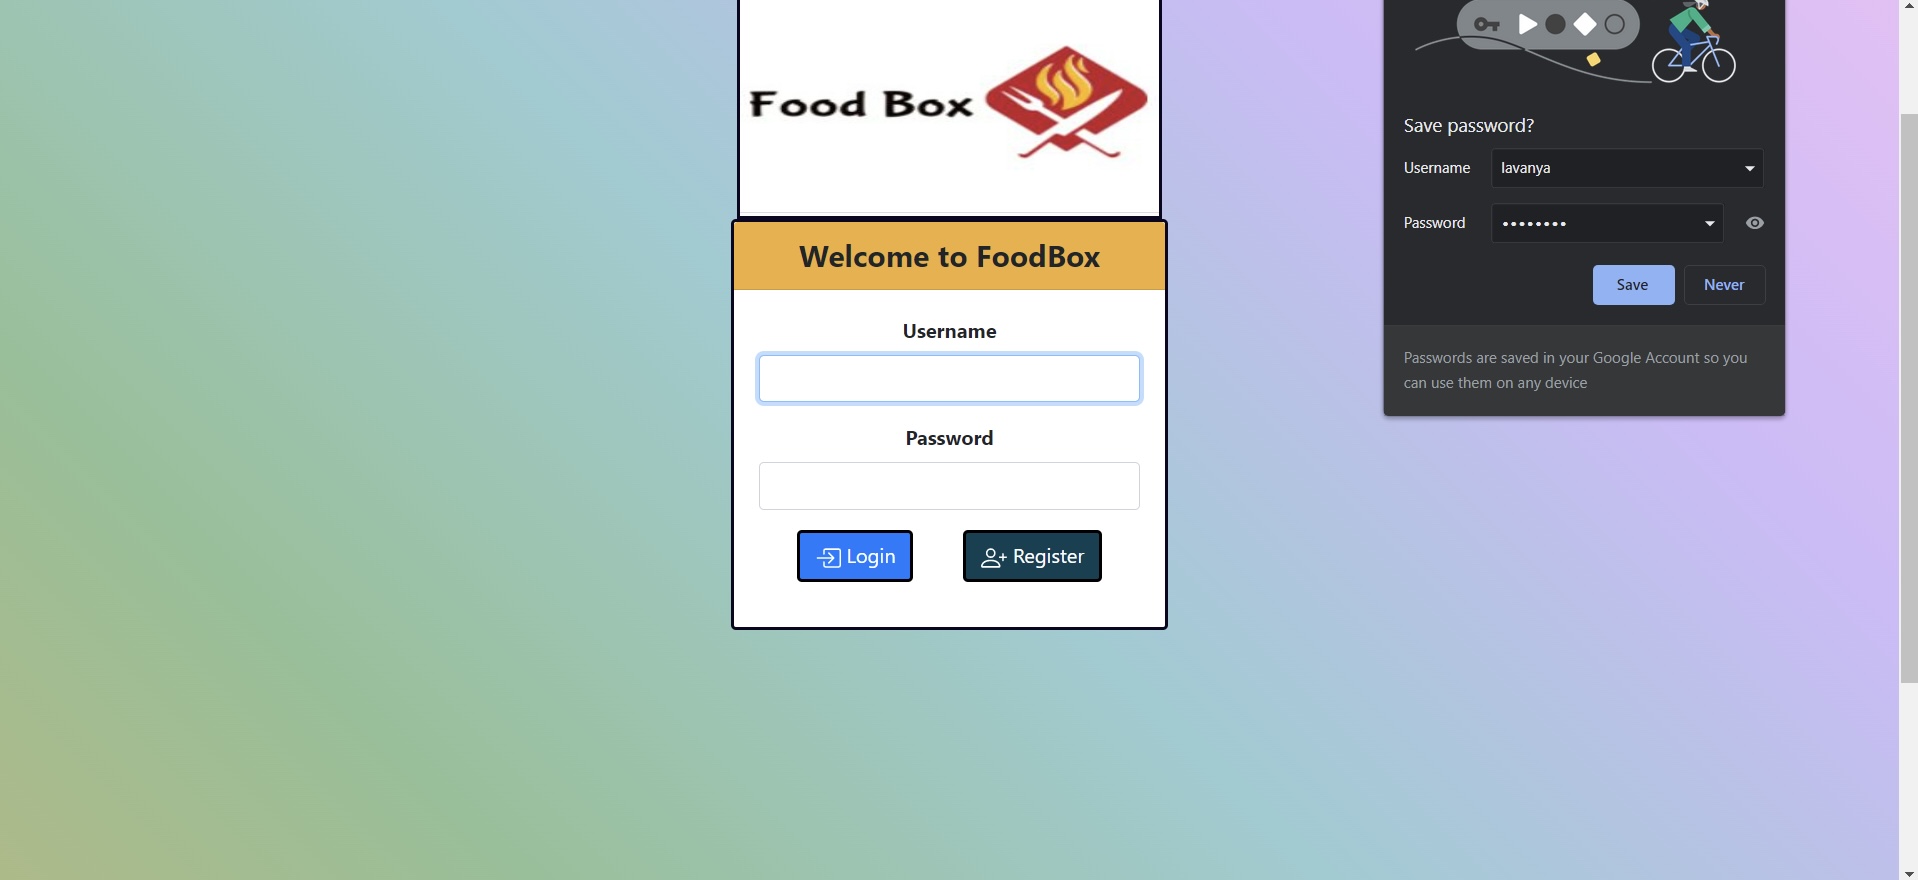 Food Box
Welcome to FoodBox
Username
Password
Login
Register
Save password?
Username
lavanya
Password
••••••••
Save
Never
Passwords are saved in your Google Account so you
can use them on any device